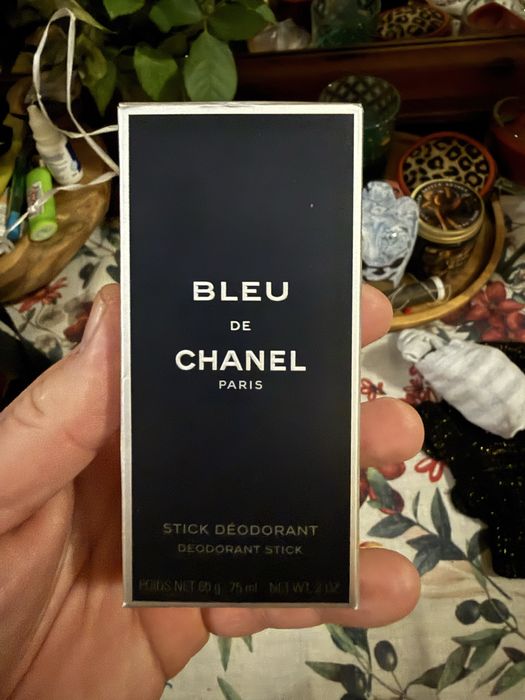 BLEU
DE
CHANEL
PARIS
STICK DÉODORANT
DEODORANT STICK
POIDS NET 60 g - 75 ml - NET WT. 2 OZ.